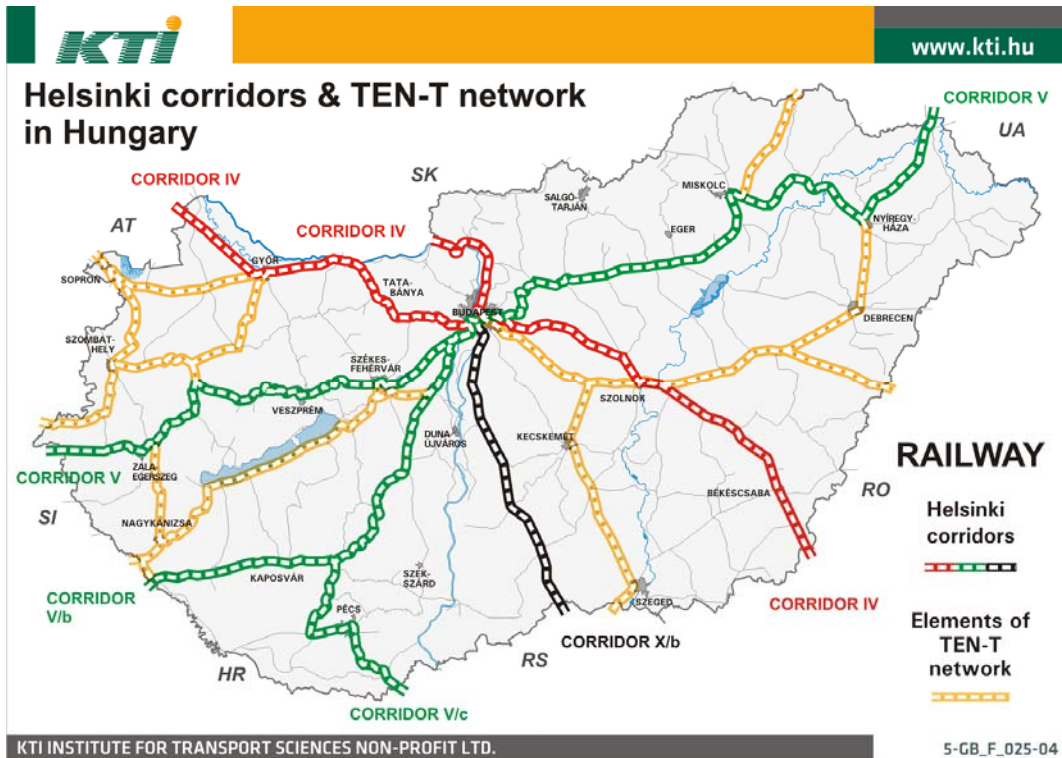 KTI
www.kti.hu
Helsinki corridors & TEN-T network
in Hungary
CORRIDOR V
UA
SK
CORRIDOR IV
AT
CORRIDOR IV
SALGÓ-
TARJÁN
MISKOLC
EGER
NYÍREGY-
HÁZA
GYŐR
SOPRON
TATA-
BÁNYA
BUDAPEST
DEBRECEN
SZOMBAT-
HELY
SZÉKES-
FEHÉRVÁR
VESZPRÉM
SZOLNOK
DUNA-
ÚJVÁROS
KECSKEMÉT
CORRIDOR V
ZALA-
EGERSZEG
RAILWAY
BÉKÉSCSABA
RO
SI
NAGYKANIZSA
Helsinki
corridors
KAPOSVÁR
SZEK-
SZÁRD
CORRIDOR
V/b
PÉCS
SZEGED
CORRIDOR IV
CORRIDOR X/b
Elements of
TEN-T
network
HR
RS
CORRIDOR V/c
KTI INSTITUTE FOR TRANSPORT SCIENCES NON-PROFIT LTD.
5-GB_F_025-04